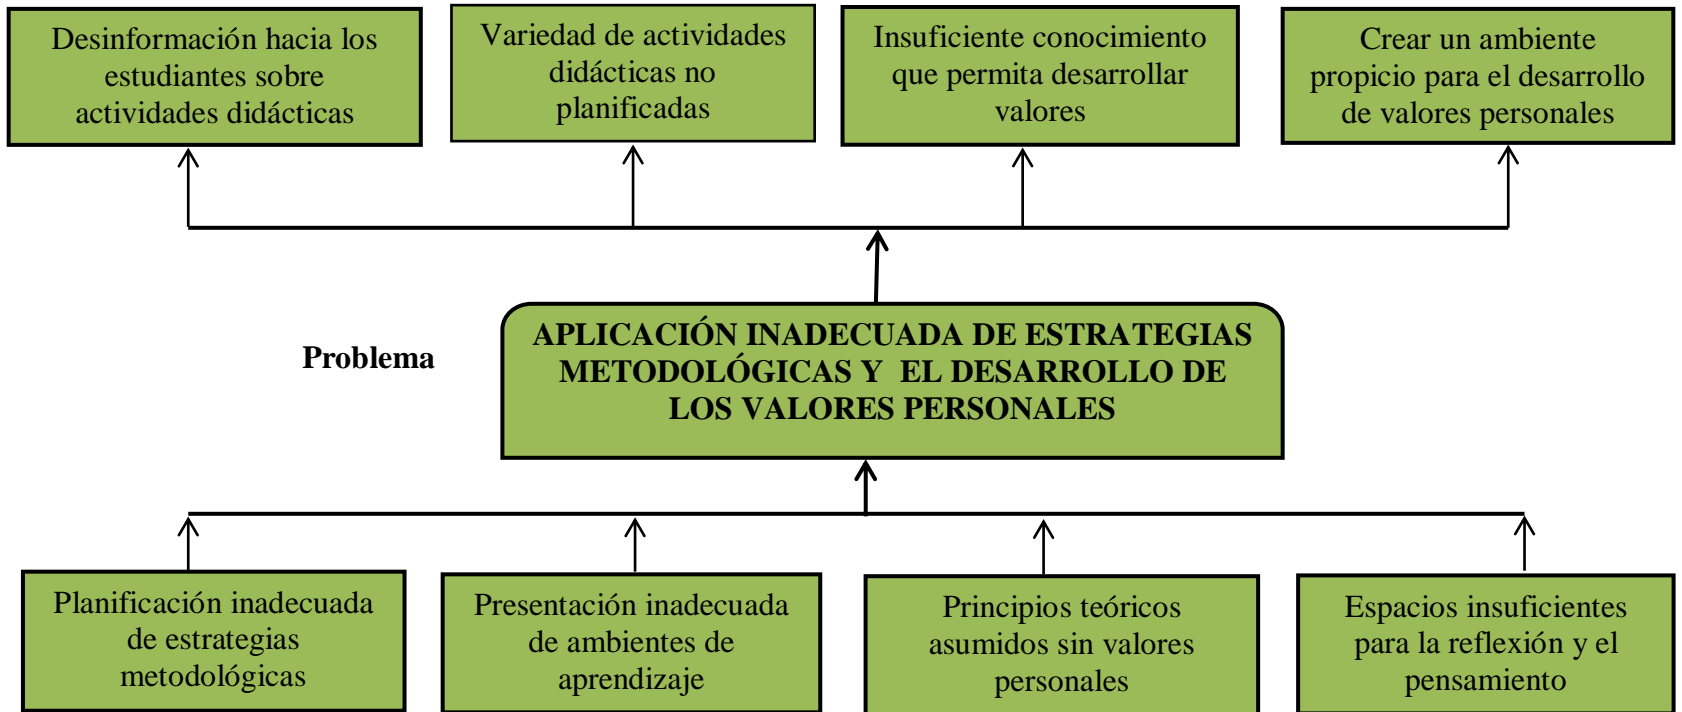 Desinformación hacia los
estudiantes sobre
actividades didácticas
Variedad de actividades
didácticas no
planificadas
Insuficiente conocimiento
que permita desarrollar
valores
Crear un ambiente
propicio para el desarrollo
de valores personales
Problema
APLICACIÓN INADECUADA DE ESTRATEGIAS
METODOLÓGICAS Y EL DESARROLLO DE
LOS VALORES PERSONALES
Planificación inadecuada
de estrategias
metodológicas
Presentación inadecuada
de ambientes de
aprendizaje
Principios teóricos
asumidos sin valores
personales
Espacios insuficientes
para la reflexión y el
pensamiento